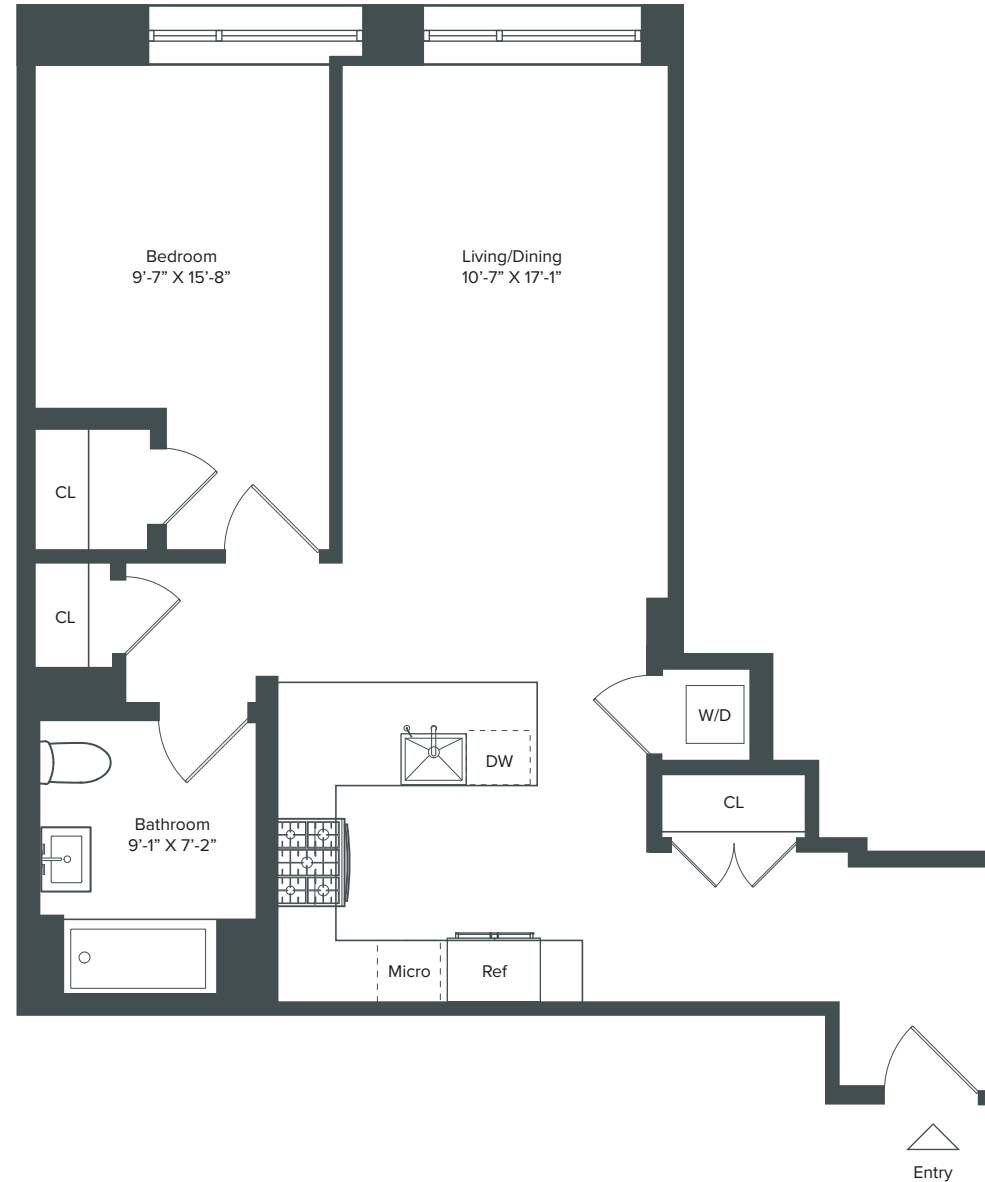 Bedroom
9’-7” X 15’-8”
Living/Dining
10’-7” X 17’-1”
CL
CL
W/D
DW
CL
Bathroom
9’-1” X 7’-2”
Micro
Ref
Entry